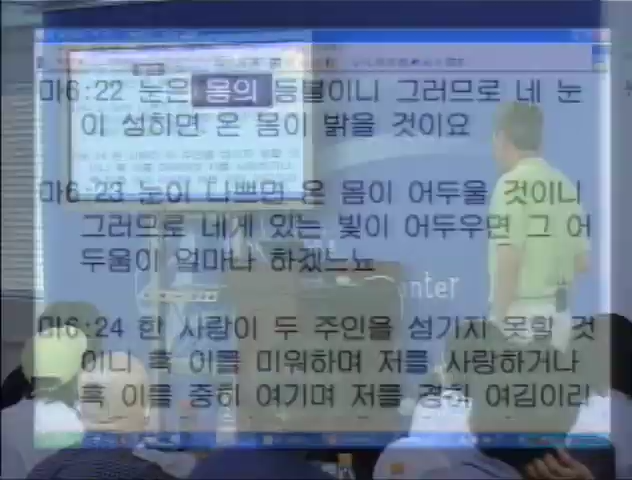 마6:22 눈은 몸의 등불이니 그러므로 네 눈
이 성하면 온 몸이 밝을 것이요
마6:23 눈이 나쁘면 온 몸이 어두울 것이니
그러므로 네게 있는 빛이 어두우면 그 어
두움이 얼마나 하겠느뇨
마6:24 한 사람이 두 주인을 섬기지 못할 것
이니 혹 이를 미워하며 저를 사랑하거나
혹 이를 중히 여기며 저를 경히 여김이라